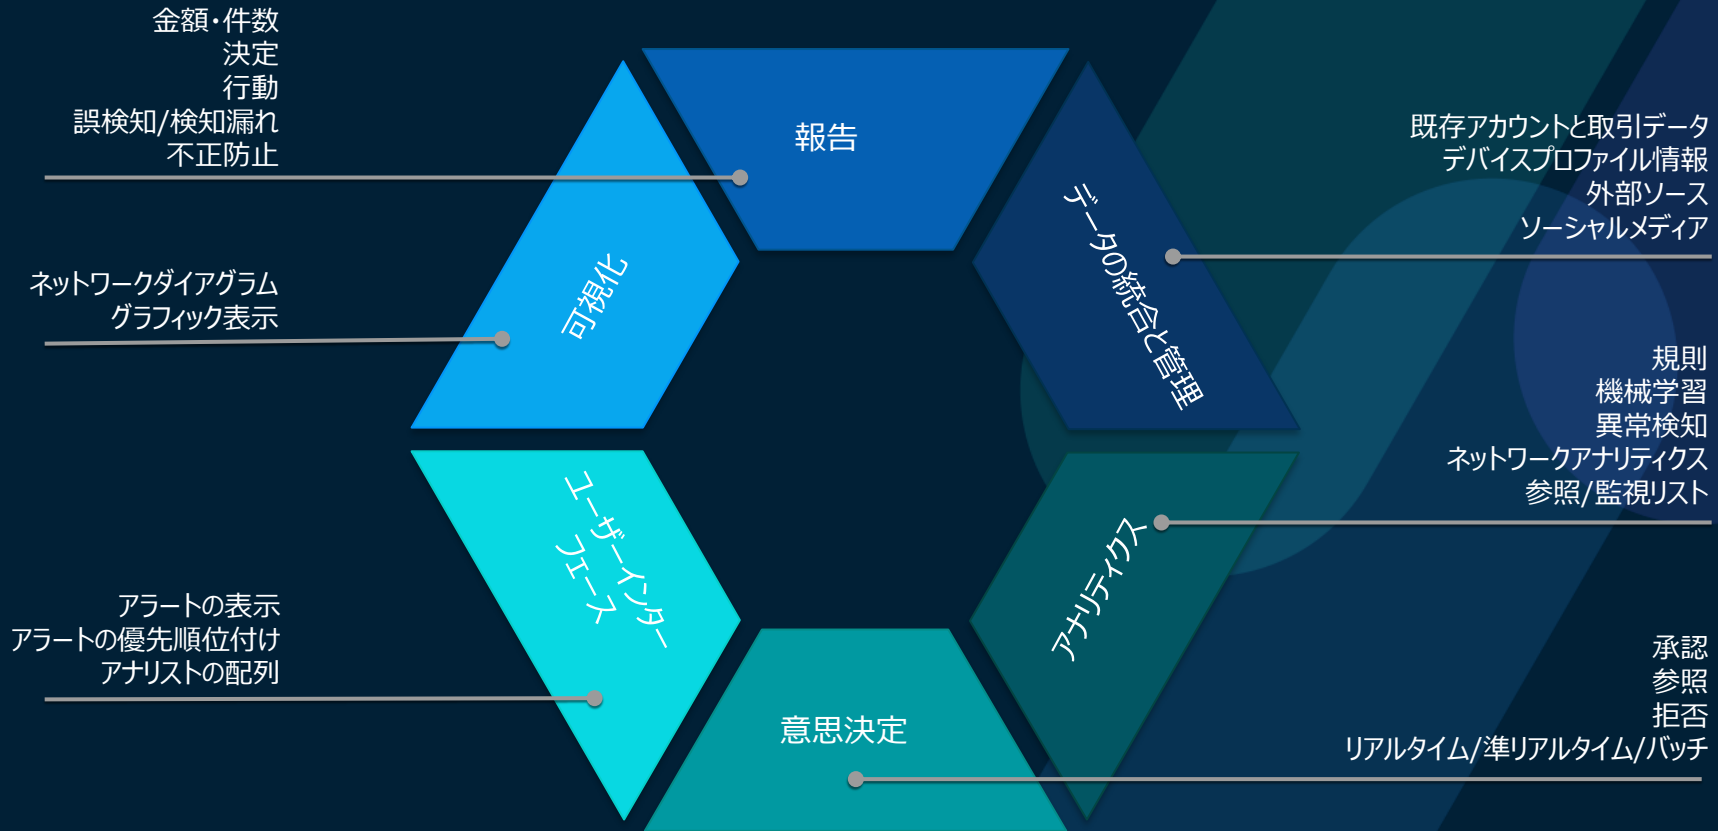 金額・件数
決定
行動
誤検知/検知漏れ
不正防止
報告
既存アカウントと取引データ
デバイスプロファイル情報
外部ソース
ソーシャルメディア
データの統合と管理
可視化
ネットワークダイアグラム
グラフィック表示
規則
機械学習
異常検知
ネットワークアナリティクス
参照/監視リスト
アナリティクス
ユーザーインター
フェース
アラートの表示
アラートの優先順位付け
アナリストの配列
意思決定
承認
参照
拒否
リアルタイム/準リアルタイム/バッチ